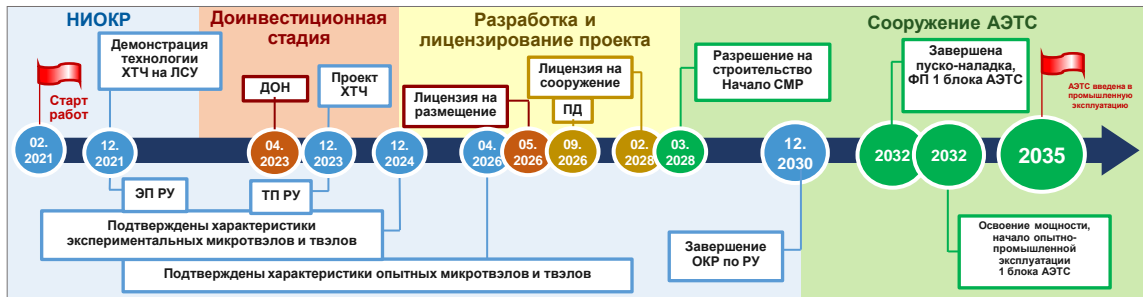 НИОКР
Доинвестиционная
стадия
Разработка и
лицензирование проекта
Сооружение АЭТС
Старт
работ
Демонстрация
технологии
ХТЧ на ЛСУ
ДОН
Проект
ХТЧ
Лицензия на
размещение
Лицензия на
сооружение
ПД
Разрешение на
строительство
Начало СМР
Завершена
пуско-наладка,
ФП 1 блока АЭТС
АЭТС введена в
промышленную
эксплуатацию
02.
2021
12.
2021
04.
2023
12.
2023
12.
2024
04.
2026
05.
2026
09.
2026
02.
2028
03.
2028
12.
2030
2032
2032
2035
ЭП РУ
ТП РУ
Подтверждены характеристики
экспериментальных микротвэлов и твэлов
Подтверждены характеристики опытных микротвэлов и твэлов
Завершение
ОКР по РУ
Освоение мощности,
начало опытно-
промышленной
эксплуатации
1 блока АЭТС